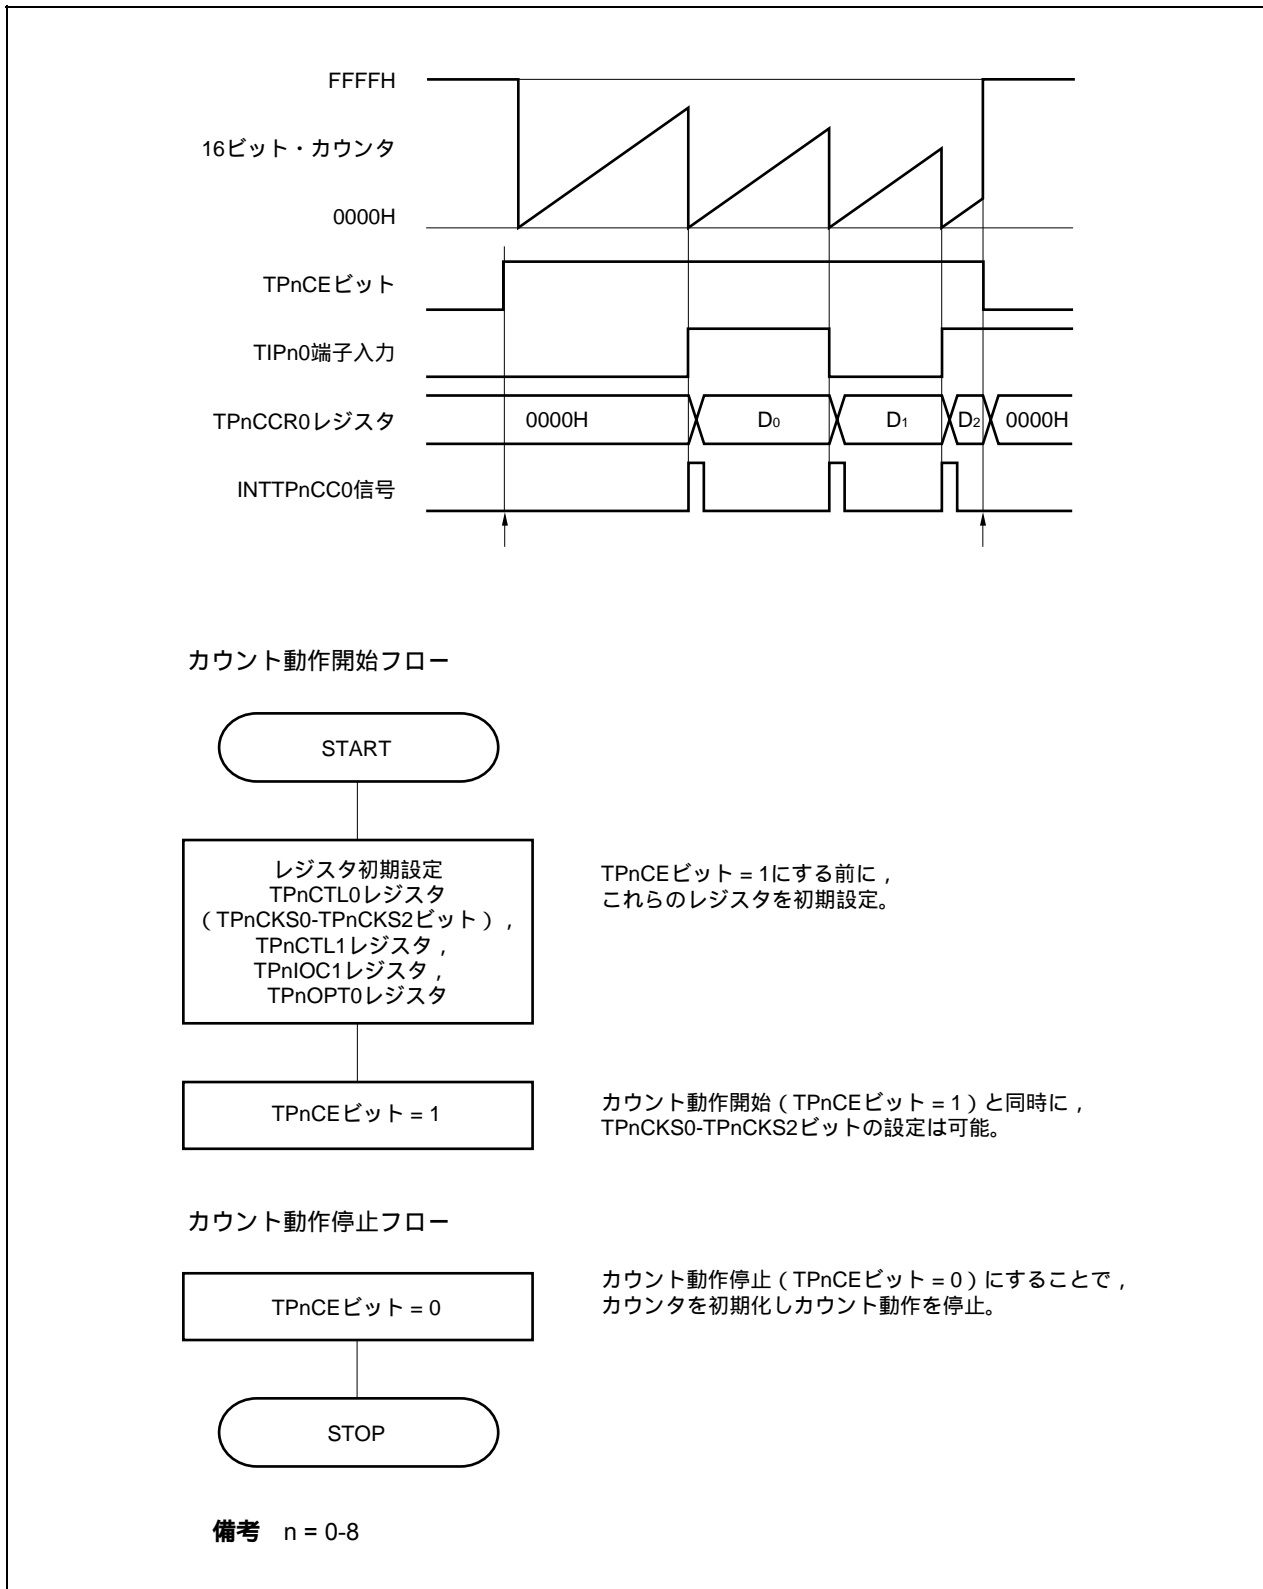 FFFFH
16ビット・カウンタ
0000H
TPnCEビット
TIPn0端子入力
TPnCCR0レジスタ
0000H
D0
D1
D2
0000H
INTTPnCC0信号
カウント動作開始フロー
START
レジスタ初期設定
TPnCTL0レジスタ
（TPnCKS0-TPnCKS2ビット），
TPnCTL1レジスタ，
TPnIOC1レジスタ，
TPnOPT0レジスタ
TPnCEビット = 1にする前に，
これらのレジスタを初期設定。
TPnCEビット = 1
カウント動作開始（TPnCEビット = 1）と同時に，
TPnCKS0-TPnCKS2ビットの設定は可能。
カウント動作停止フロー
TPnCEビット = 0
カウント動作停止（TPnCEビット = 0）にすることで，
カウンタを初期化しカウント動作を停止。
STOP
備考 n = 0-8